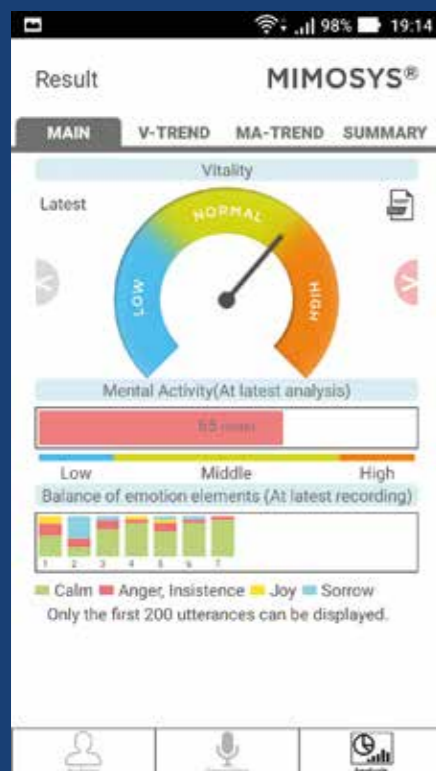 98% 19:14
Result MIMOSYS®
MAIN V-TREND MA-TREND SUMMARY
Vitality
Latest
LOW NORMAL HIGH
Mental Activity(At latest analysis)
Low Middle High
Balance of emotion elements (At latest recording)
1 2 3 4 5 6 7
Calm Anger, Insistence Joy Sorrow
Only the first 200 utterances can be displayed.